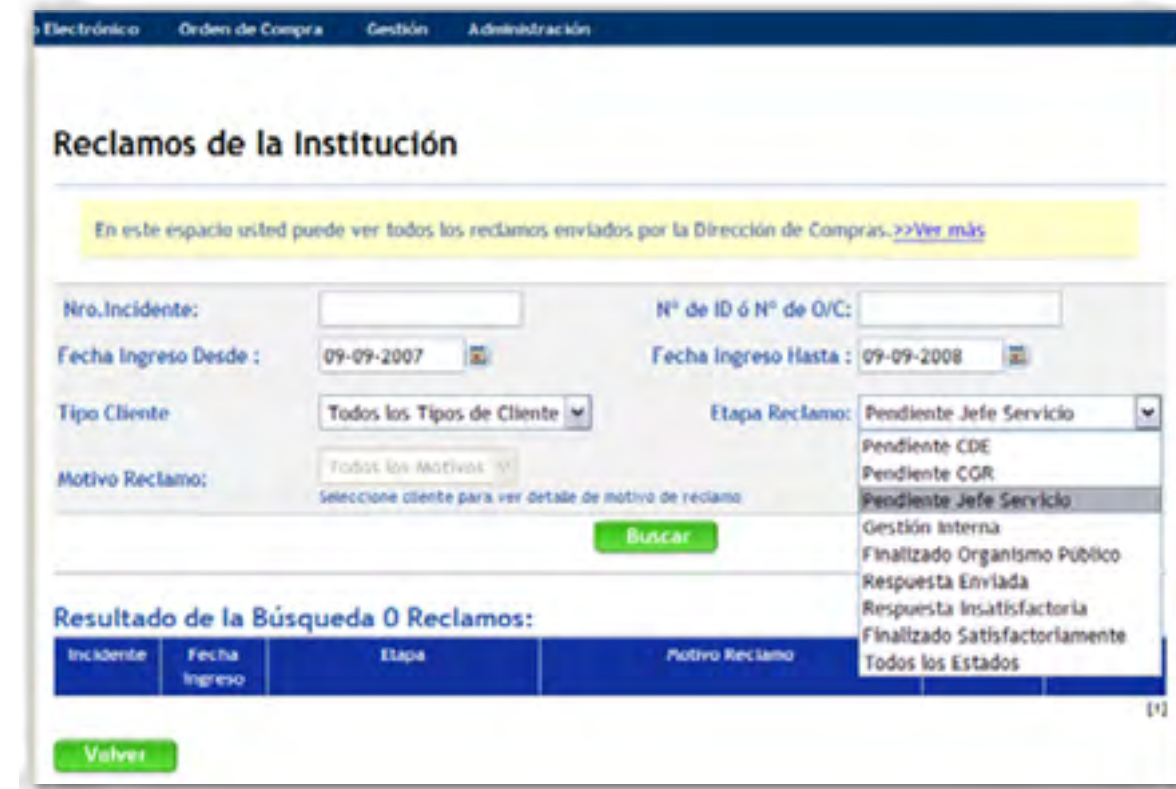 Electrónico Orden de Compra Gestión Administración
Reclamos de la Institución
En este espacio usted puede ver todos los reclamos enviados por la Dirección de Compras.>>Ver más
Nro.Incidente: N° de ID ó N° de O/C:
Fecha Ingreso Desde : 09-09-2007 Fecha Ingreso Hasta : 09-09-2008
Tipo Cliente Todos los Tipos de Cliente Etapa Reclamo: Pendiente Jefe Servicio
Pendiente CDE
Pendiente CGR
Motivo Reclamo: Todos los Motivos
Seleccione cliente para ver detalle de motivo de reclamo
Pendiente Jefe Servicio
Gestión Interna
Buscar
Finalizado Organismo Público
Respuesta Enviada
Respuesta Insatisfactoria
Finalizado Satisfactoriamente
Todos los Estados
Resultado de la Búsqueda 0 Reclamos:
Incidente Fecha Ingreso Etapa Motivo Reclamo
[1]
Volver